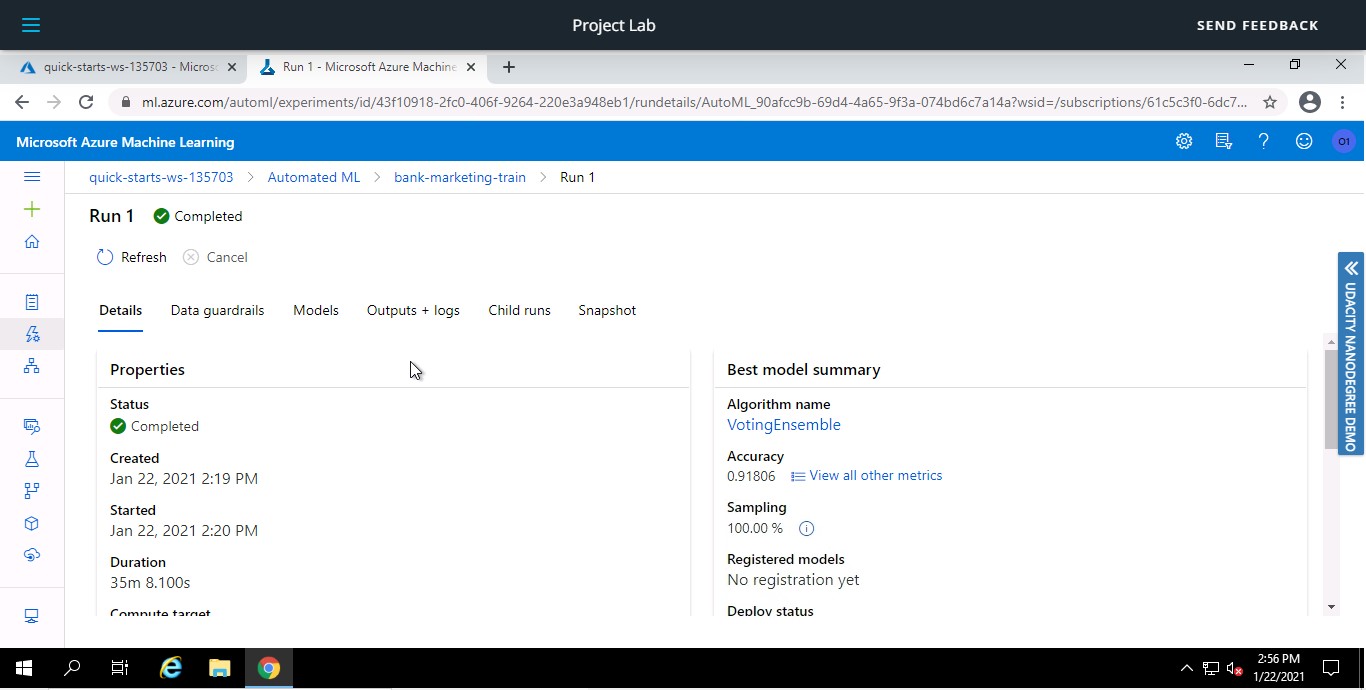 Project Lab
SEND FEEDBACK
quick-starts-ws-135703 - Micros
Run 1 - Microsoft Azure Machine
ml.azure.com/automl/experiments/id/43f10918-2fc0-406f-9264-220e3a948eb1/rundetails/AutoML_90afcc9b-69d4-4a65-9f3a-074bd6c7a14a?wsid=/subscriptions/61c5c3f0-6dc7...
Microsoft Azure Machine Learning
O1
quick-starts-ws-135703 > Automated ML > bank-marketing-train > Run 1
Run 1 Completed
Refresh Cancel
Details Data guardrails Models Outputs + logs Child runs Snapshot
Properties
Status
Completed
Created
Jan 22, 2021 2:19 PM
Started
Jan 22, 2021 2:20 PM
Duration
35m 8.100s
Compute target
Best model summary
Algorithm name
VotingEnsemble
Accuracy
0.91806 View all other metrics
Sampling
100.00 %
Registered models
No registration yet
Deploy status
UDACITY NANODEGREE DEMO
2:56 PM
1/22/2021